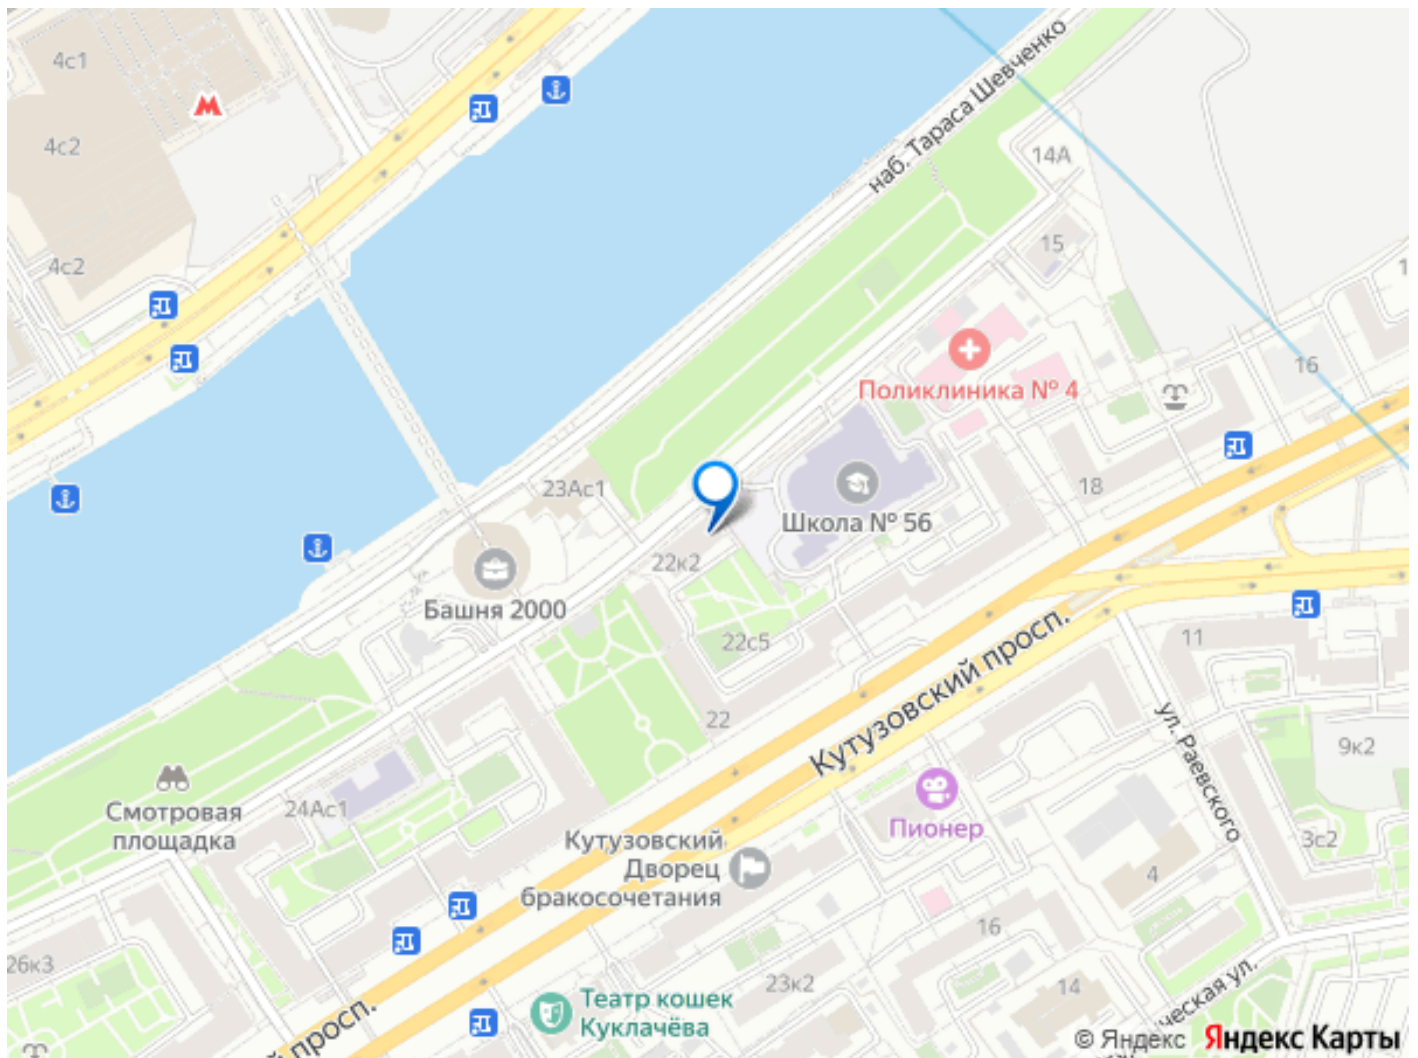 4с1
4с2
4с2
наб. Тараса Шевченко
14А
15
16
Поликлиника № 4
18
23Ас1
Школа № 56
22к2
Башня 2000
22с5
22
Кутузовский просп.
11
ул. Раевского
9к2
Смотровая
площадка
24Ас1
Пионер
3с2
Кутузовский
Дворец
бракосочетания
4
16
26к3
23к2
14
Театр кошек
Куклачёва
просп.
ческая ул.
© Яндекс Яндекс Карты